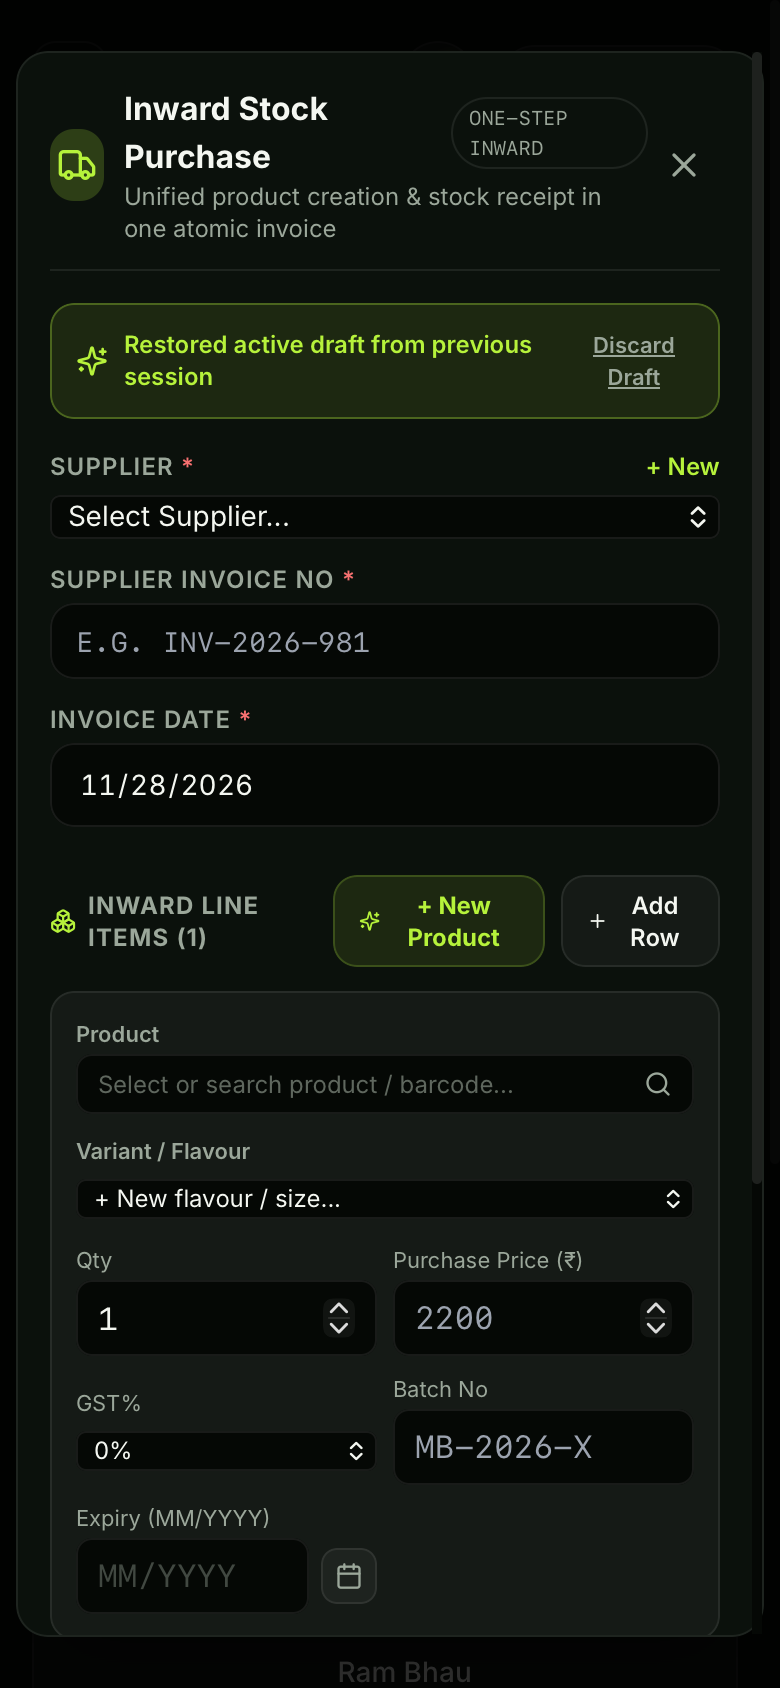 Inward Stock
Purchase
ONE–STEP
INWARD
Unified product creation & stock receipt in
one atomic invoice
Restored active draft from previous
session
Discard
Draft
SUPPLIER *
+ New
Select Supplier...
SUPPLIER INVOICE NO *
E.G. INV–2026–981
INVOICE DATE *
11/28/2026
INWARD LINE
ITEMS (1)
+ New
Product
+ Add
Row
Product
Select or search product / barcode...
Variant / Flavour
+ New flavour / size...
Qty
Purchase Price (₹)
1
2200
GST%
Batch No
0%
MB–2026–X
Expiry (MM/YYYY)
MM/YYYY
Ram Bhau